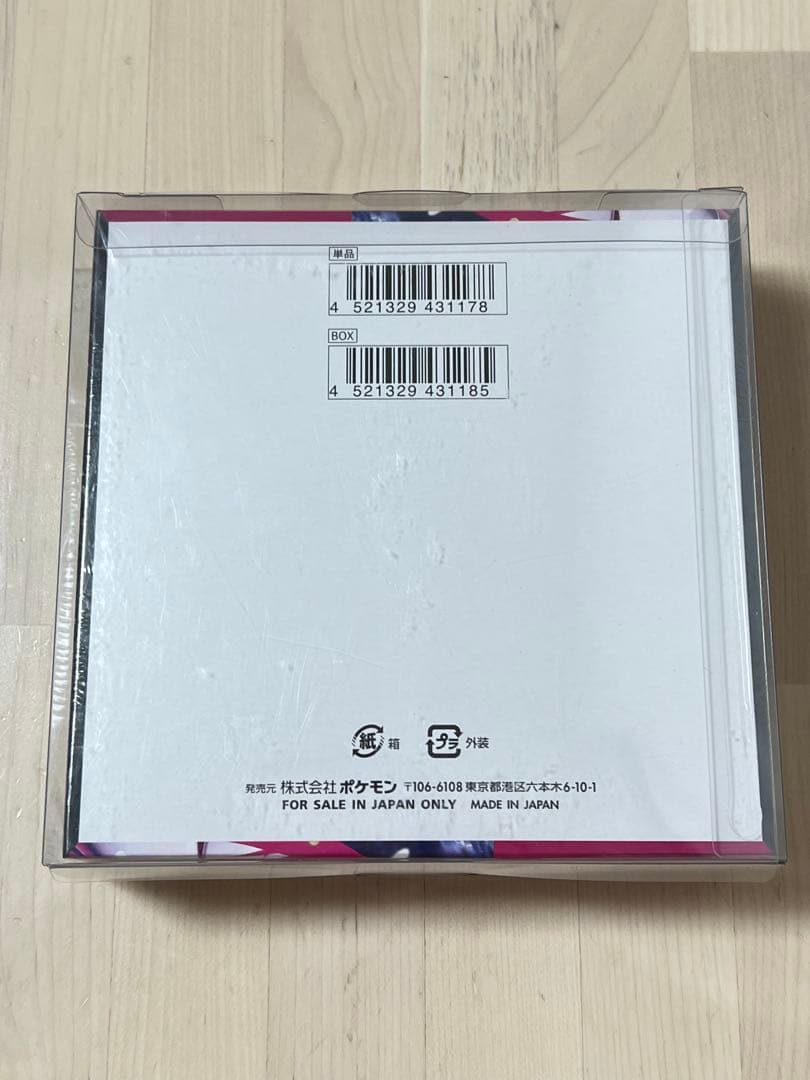 単品
4 521329 431178
BOX
4 521329 431185
紙 箱 プラ 外装
発売元 株式会社 ポケモン 〒106-6108 東京都港区六本木6-10-1
FOR SALE IN JAPAN ONLY MADE IN JAPAN